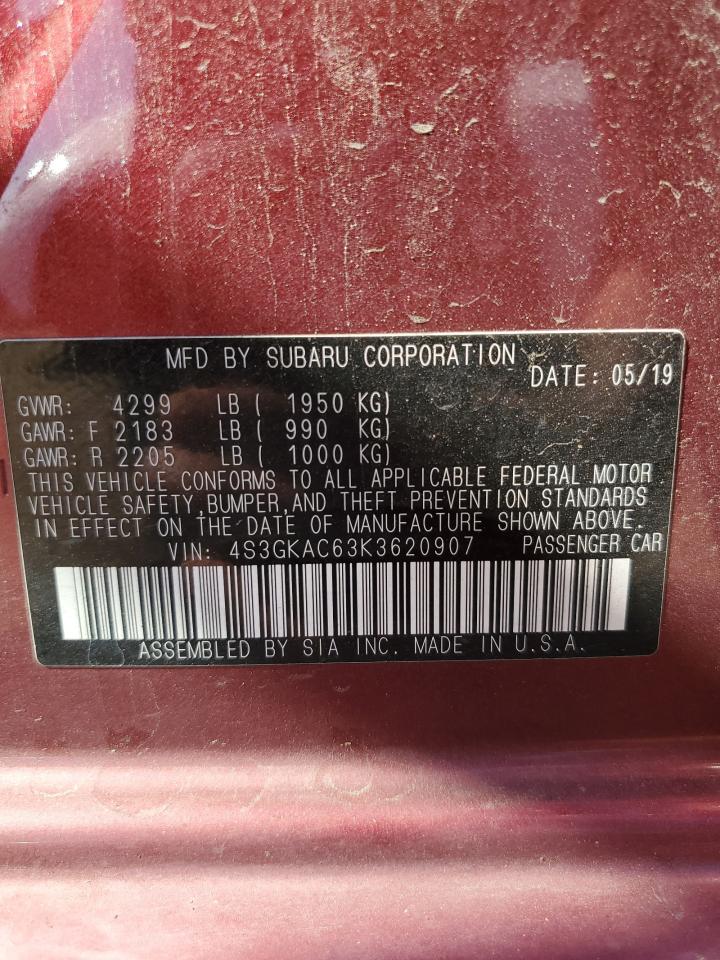 MFD BY SUBARU CORPORATION
DATE: 05/19
GVWR: 4299 LB ( 1950 KG)
GAWR: F 2183 LB ( 990 KG)
GAWR: R 2205 LB ( 1000 KG)
THIS VEHICLE CONFORMS TO ALL APPLICABLE FEDERAL MOTOR
VEHICLE SAFETY,BUMPER,AND THEFT PREVENTION STANDARDS
IN EFFECT ON THE DATE OF MANUFACTURE SHOWN ABOVE.
VIN: 4S3GKAC63K3620907 PASSENGER CAR
ASSEMBLED BY SIA INC. MADE IN U.S.A.